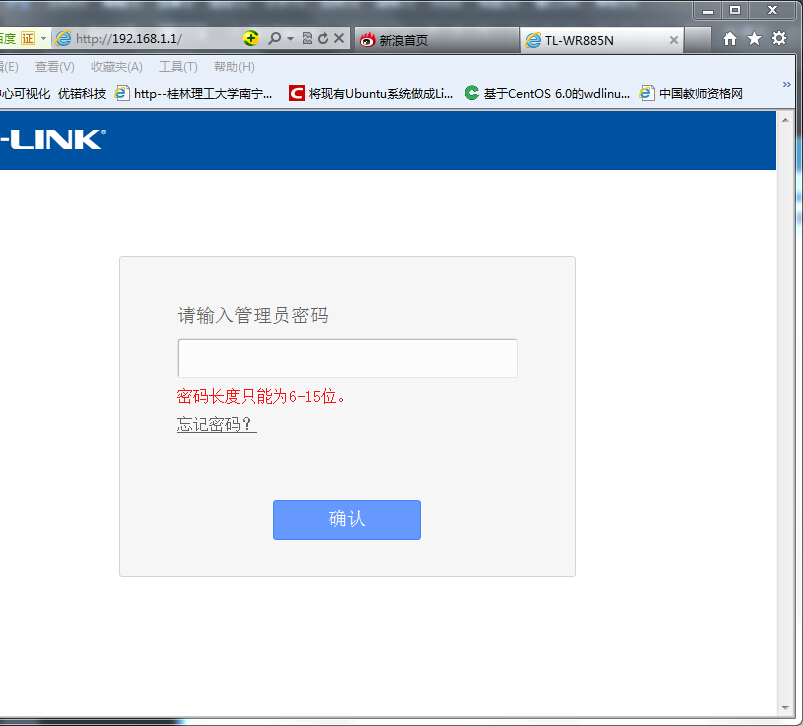 百度 证 http://192.168.1.1/ 新浪首页 TL-WR885N
辑(E) 查看(V) 收藏夹(A) 工具(T) 帮助(H)
中心可视化 优诺科技 http--桂林理工大学南宁... 将现有Ubuntu系统做成Li... 基于CentOS 6.0的wdlinu... 中国教师资格网
-LINK®
请输入管理员密码
密码长度只能为6-15位。
忘记密码？
确认